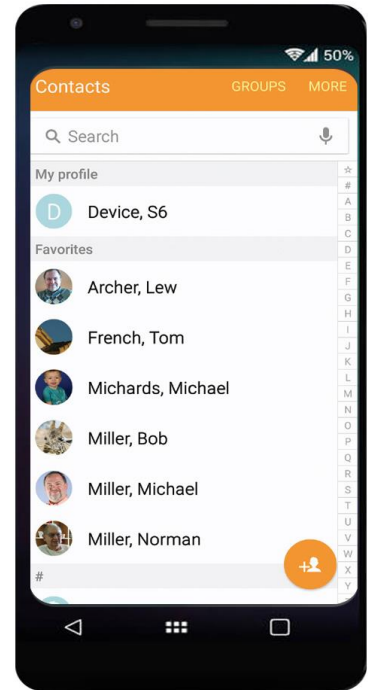 50%
Contacts GROUPS MORE
Search
My profile
D Device, S6
Favorites
Archer, Lew
French, Tom
Michards, Michael
Miller, Bob
Miller, Michael
Miller, Norman
#
#
A
B
C
D
E
F
G
H
I
J
K
L
M
N
O
P
Q
R
S
T
U
V
W
X
Y